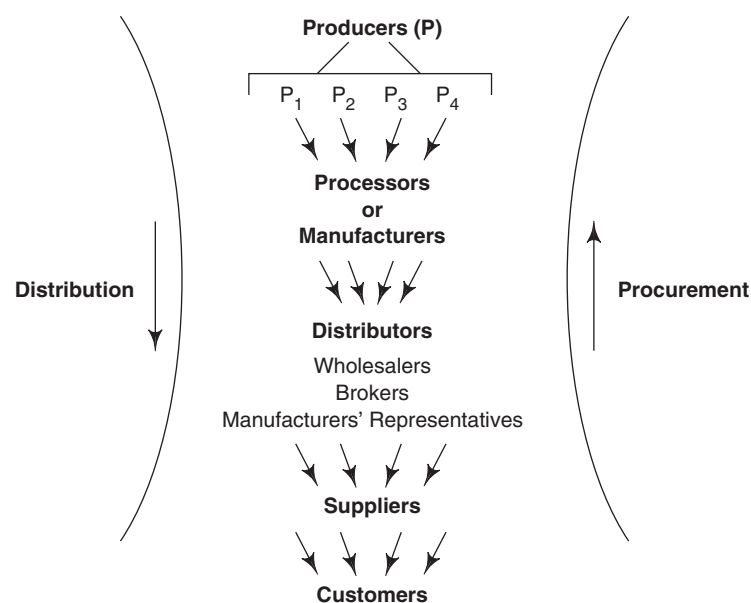 Producers (P)
P1 P2 P3 P4
Processors
or
Manufacturers
Distribution
Procurement
Distributors
Wholesalers
Brokers
Manufacturers’ Representatives
Suppliers
Customers